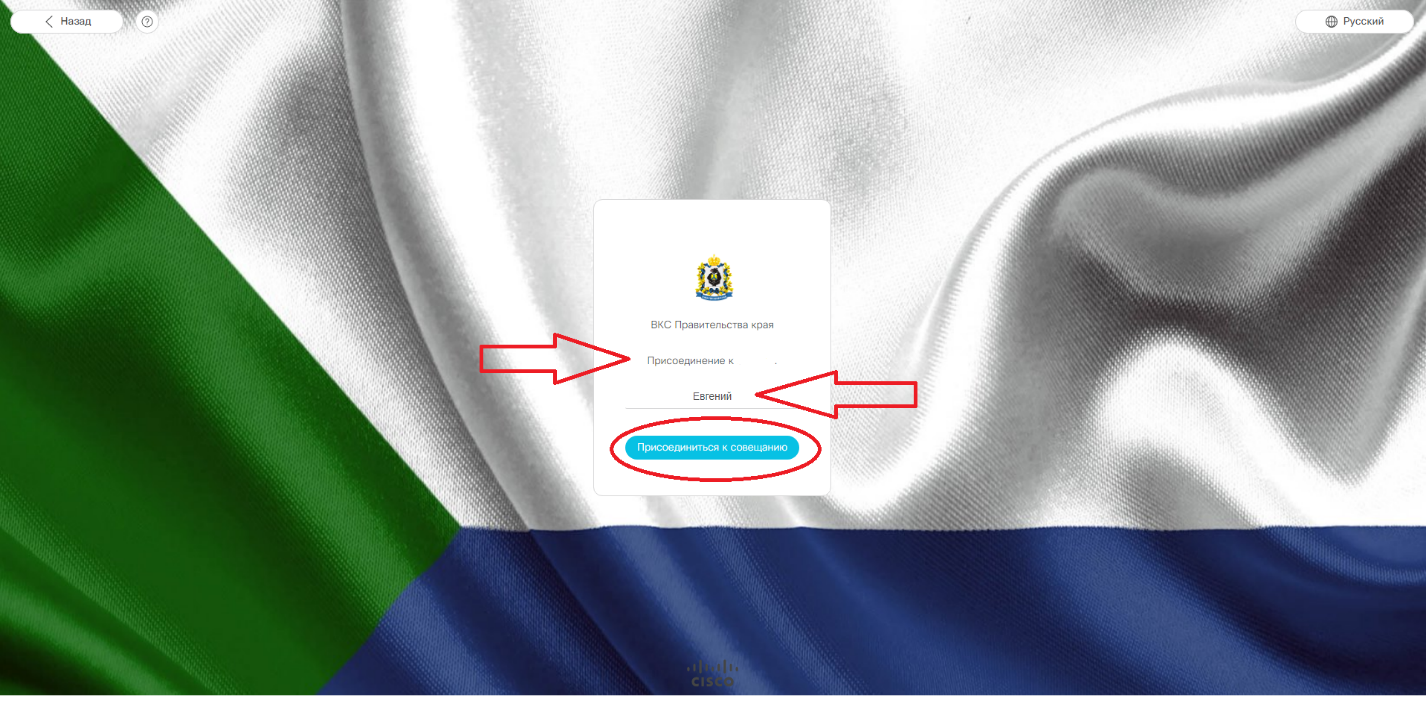 Назад
?
Русский
ВКС Правительства края
Присоединение к .
Евгений
Присоединиться к совещанию
CISCO